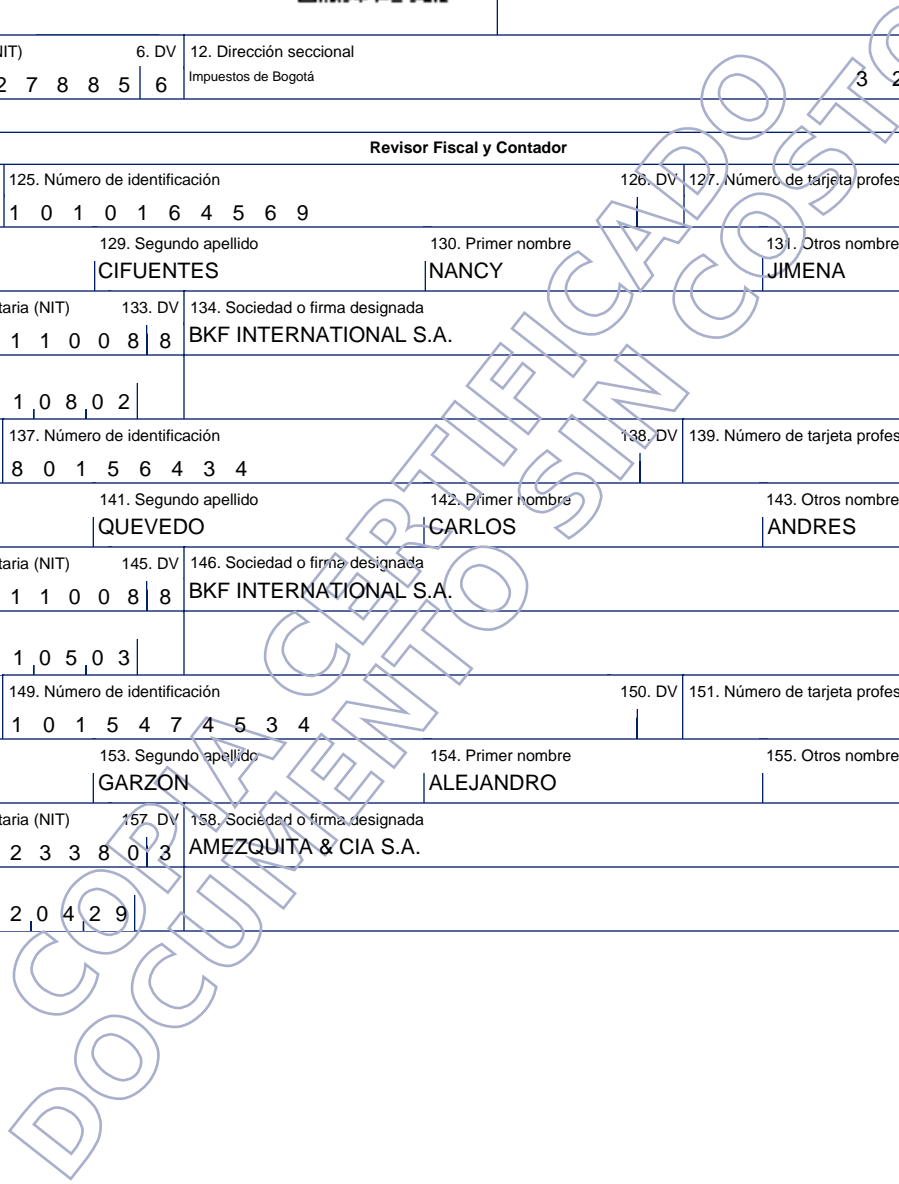 NIT) 6. DV 12. Dirección seccional
2 7 8 8 5 6 Impuestos de Bogotá 3 2
Revisor Fiscal y Contador
125. Número de identificación 126. DV 127. Número de tarjeta profes
1 0 1 0 1 6 4 5 6 9
129. Segundo apellido 130. Primer nombre 131. Otros nombre
CIFUENTES NANCY JIMENA
taria (NIT) 133. DV 134. Sociedad o firma designada
1 1 0 0 8 8 BKF INTERNATIONAL S.A.
1 0 8 0 2
137. Número de identificación 138. DV 139. Número de tarjeta profes
8 0 1 5 6 4 3 4
141. Segundo apellido 142. Primer nombre 143. Otros nombre
QUEVEDO CARLOS ANDRES
taria (NIT) 145. DV 146. Sociedad o firma designada
1 1 0 0 8 8 BKF INTERNATIONAL S.A.
1 0 5 0 3
149. Número de identificación 150. DV 151. Número de tarjeta profes
1 0 1 5 4 7 4 5 3 4
153. Segundo apellido 154. Primer nombre 155. Otros nombre
GARZON ALEJANDRO
taria (NIT) 157. DV 158. Sociedad o firma designada
2 3 3 8 0 3 AMEZQUITA & CIA S.A.
2 0 4 2 9
COPIA CERTIFICADO
DOCUMENTO SIN COSTO